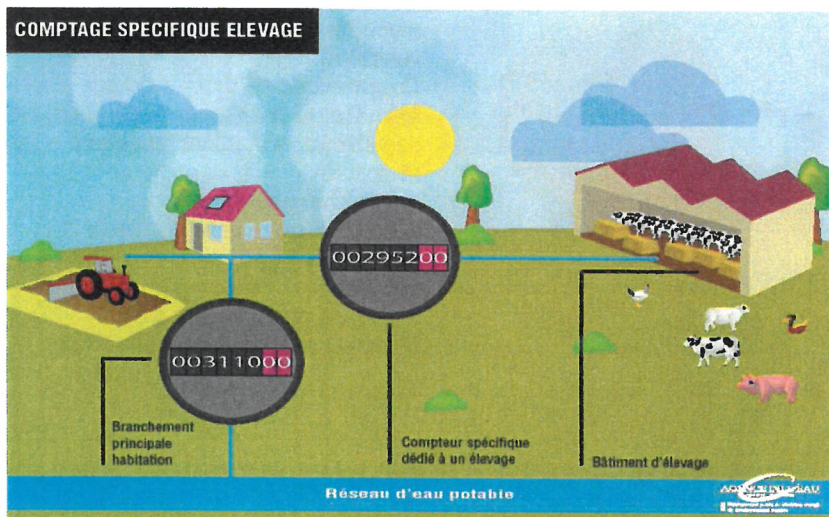 COMPTAGE SPECIFIQUE ELEVAGE
00295200
00311000
Branchement
principale
habitation
Compteur spécifique
dédié à un élevage
Bâtiment d'élevage
Réseau d'eau potable